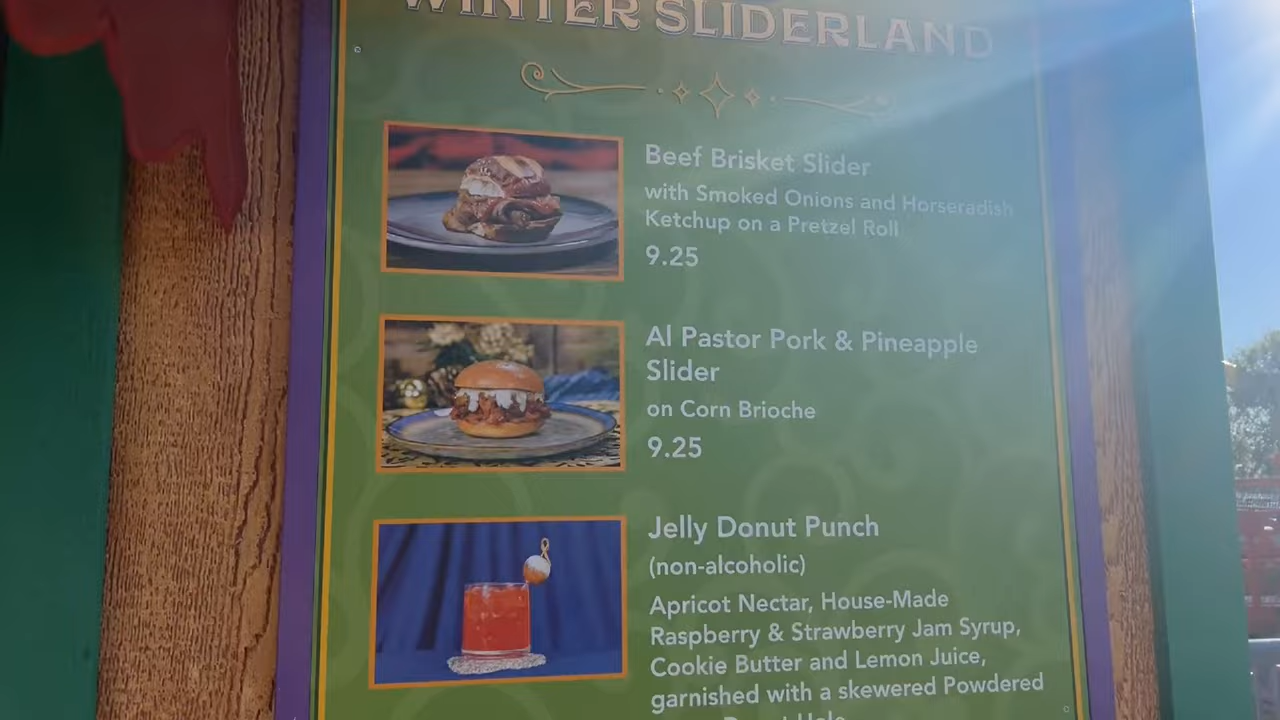 WINTER SLIDERLAND
Beef Brisket Slider
with Smoked Onions and Horseradish
Ketchup on a Pretzel Roll
9.25
Al Pastor Pork & Pineapple
Slider
on Corn Brioche
9.25
Jelly Donut Punch
(non-alcoholic)
Apricot Nectar, House-Made
Raspberry & Strawberry Jam Syrup,
Cookie Butter and Lemon Juice,
garnished with a skewered Powdered
Donut Hole